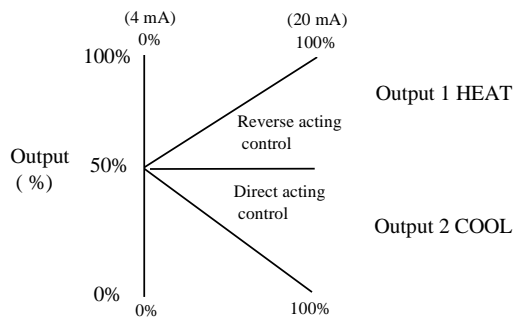 (4 mA)
(20 mA)
0%
100%
100%
Output 1 HEAT
Reverse acting
control
Output
( %)
50%
Direct acting
control
Output 2 COOL
0%
0%
100%